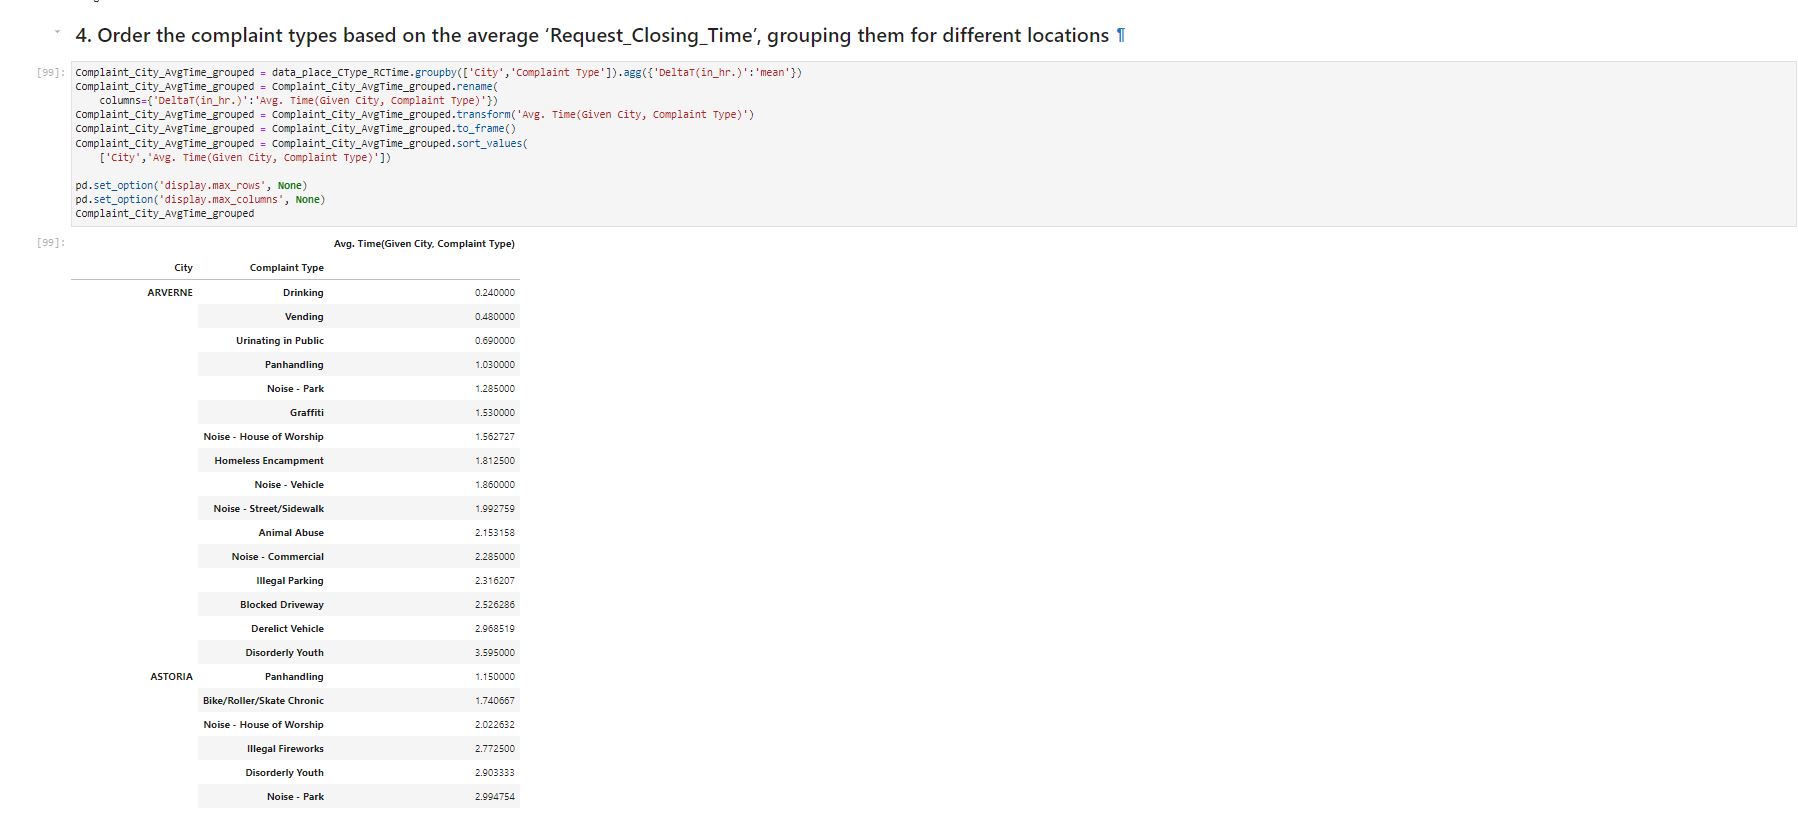 4. Order the complaint types based on the average ‘Request_Closing_Time’, grouping them for different locations ¶
[99]: Complaint_City_AvgTime_grouped = data_place_CType_RCTime.groupby(['City','Complaint Type']).agg({'DeltaT(in_hr.)':'mean'})
Complaint_City_AvgTime_grouped = Complaint_City_AvgTime_grouped.rename(
columns={'DeltaT(in_hr.)':'Avg. Time(Given City, Complaint Type)'})
Complaint_City_AvgTime_grouped = Complaint_City_AvgTime_grouped.transform('Avg. Time(Given City, Complaint Type)')
Complaint_City_AvgTime_grouped = Complaint_City_AvgTime_grouped.to_frame()
Complaint_City_AvgTime_grouped = Complaint_City_AvgTime_grouped.sort_values(
['City','Avg. Time(Given City, Complaint Type)'])
pd.set_option('display.max_rows', None)
pd.set_option('display.max_columns', None)
Complaint_City_AvgTime_grouped
[99]: Avg. Time(Given City, Complaint Type)
City Complaint Type
ARVERNE Drinking 0.240000
Vending 0.480000
Urinating in Public 0.690000
Panhandling 1.030000
Noise - Park 1.285000
Graffiti 1.530000
Noise - House of Worship 1.562727
Homeless Encampment 1.812500
Noise - Vehicle 1.860000
Noise - Street/Sidewalk 1.992759
Animal Abuse 2.153158
Noise - Commercial 2.285000
Illegal Parking 2.316207
Blocked Driveway 2.526286
Derelict Vehicle 2.968519
Disorderly Youth 3.595000
ASTORIA Panhandling 1.150000
Bike/Roller/Skate Chronic 1.740667
Noise - House of Worship 2.022632
Illegal Fireworks 2.772500
Disorderly Youth 2.903333
Noise - Park 2.994754